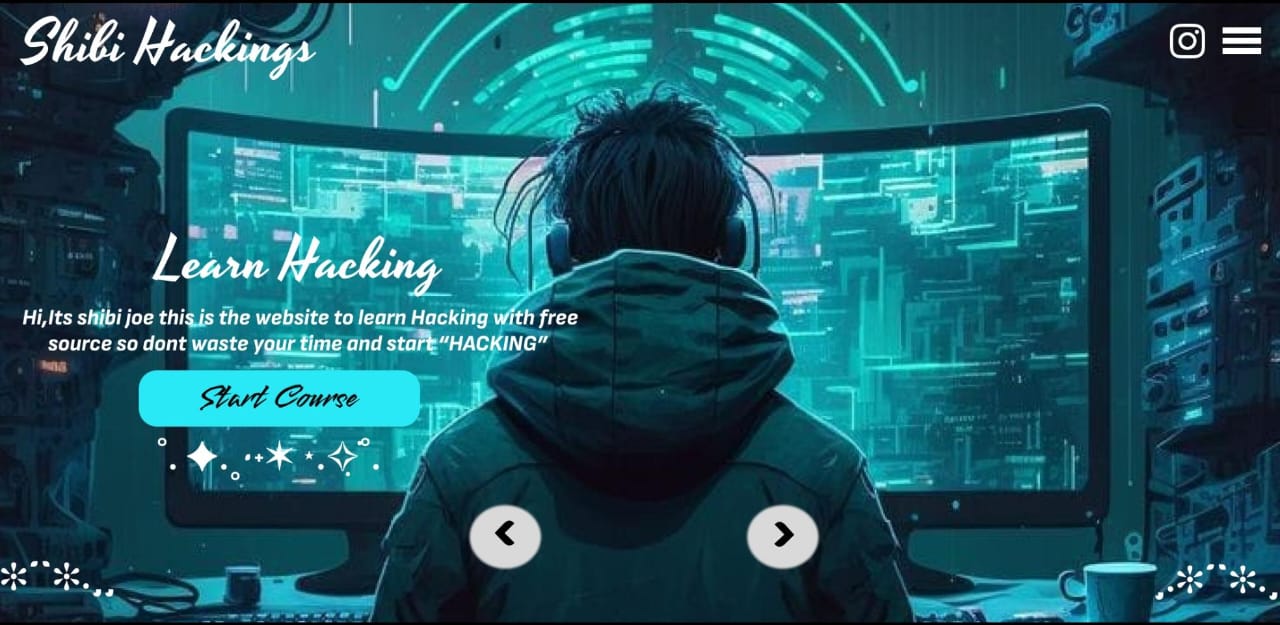 Shibi Hackings
Learn Hacking
Hi,Its shibi joe this is the website to learn Hacking with free
source so dont waste your time and start “HACKING”
Start Course